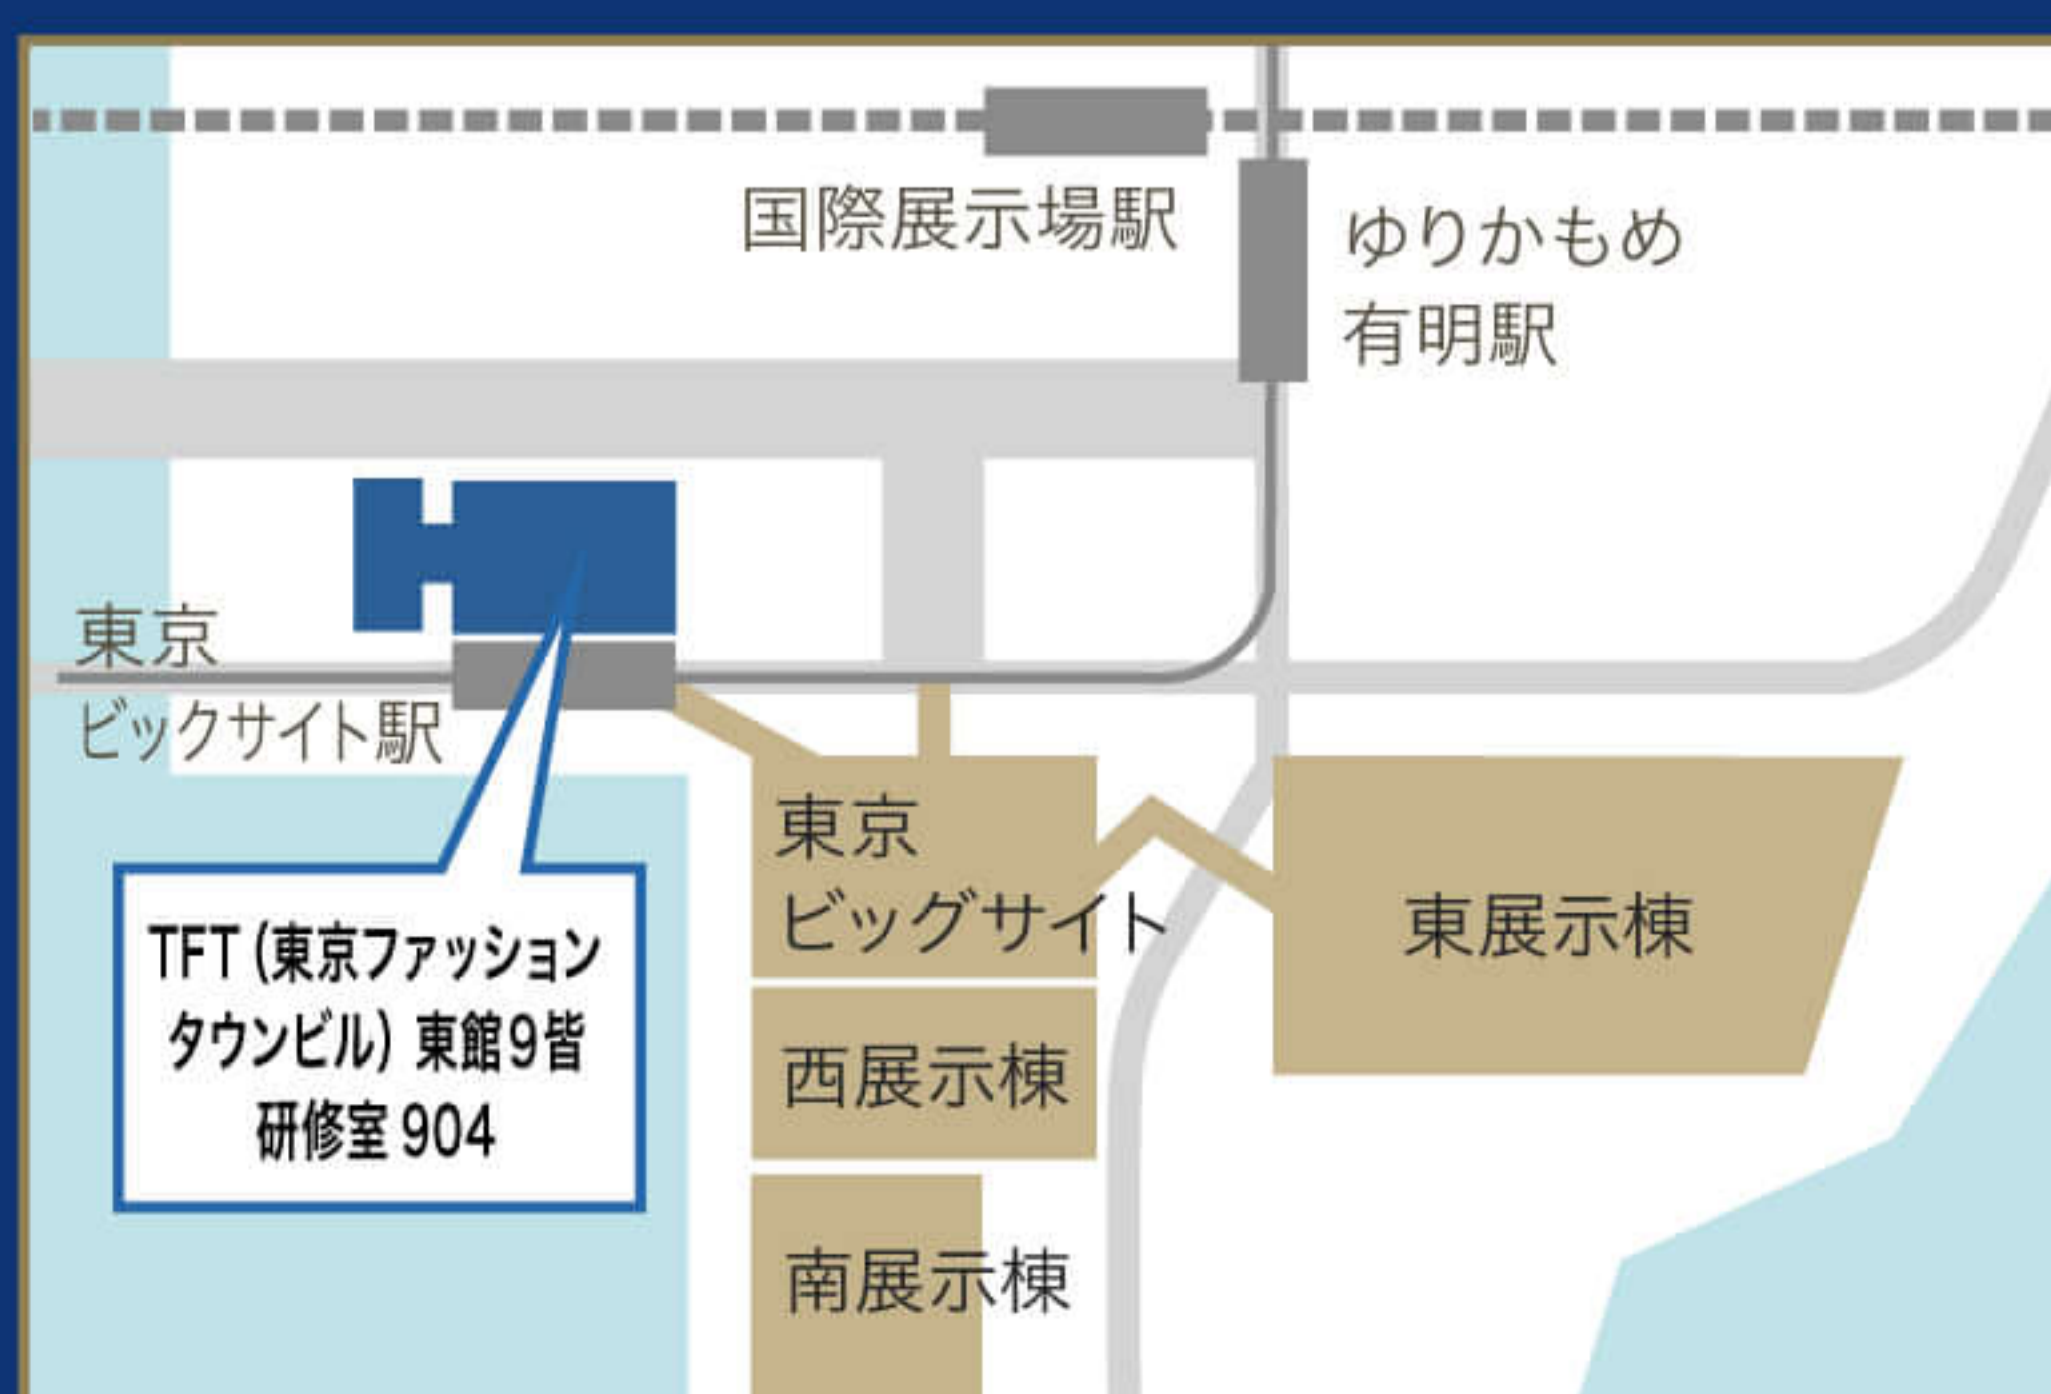 国際展示場駅
ゆりかもめ
有明駅
東京
ビックサイト駅
東京
ビッグサイト
東展示棟
西展示棟
南展示棟
TFT (東京ファッション
タウンビル) 東館9皆
研修室 904